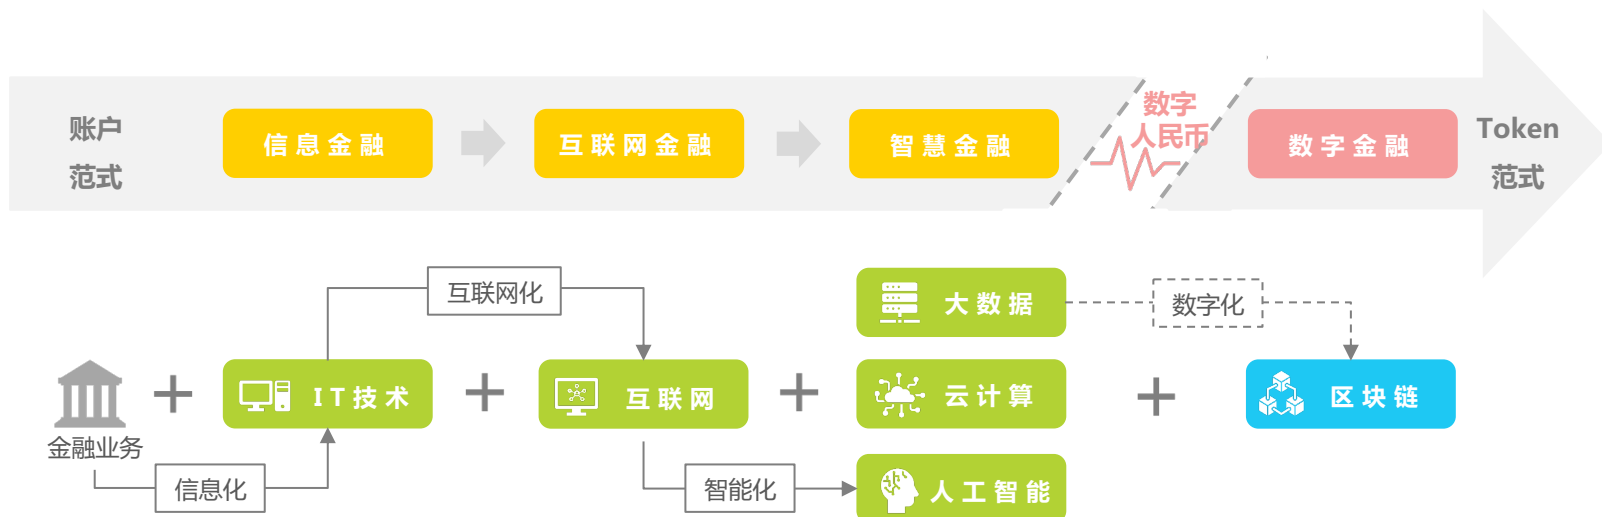 账户
范式
信息金融
互联网金融
智慧金融
数字
人民币
数字金融
Token
范式
互联网化
大数据
数字化
金融业务
IT技术
互联网
云计算
区块链
信息化
智能化
人工智能